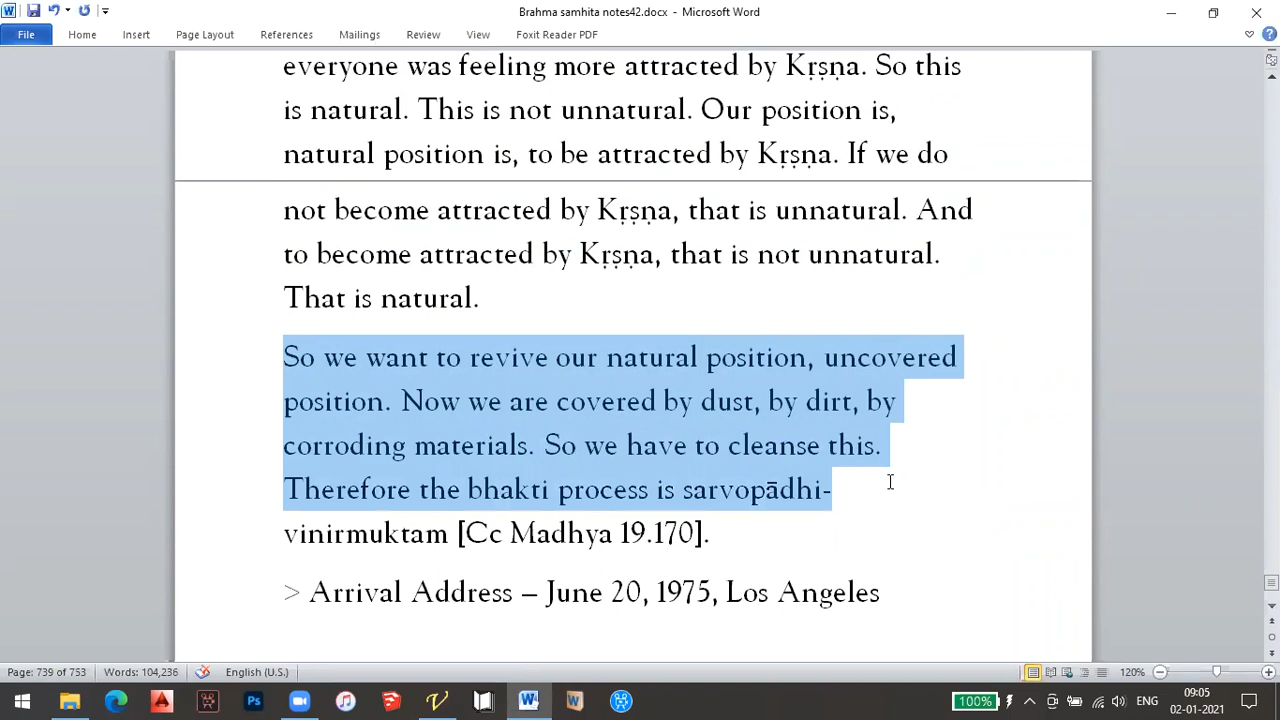 Brahma samhita notes42.docx - Microsoft Word
File Home Insert Page Layout References Mailings Review View Foxit Reader PDF
everyone was feeling more attracted by Kṛṣṇa. So this
is natural. This is not unnatural. Our position is,
natural position is, to be attracted by Kṛṣṇa. If we do
not become attracted by Kṛṣṇa, that is unnatural. And
to become attracted by Kṛṣṇa, that is not unnatural.
That is natural.
So we want to revive our natural position, uncovered
position. Now we are covered by dust, by dirt, by
corroding materials. So we have to cleanse this.
Therefore the bhakti process is sarvopādhi-
vinirmuktam [Cc Madhya 19.170].
> Arrival Address – June 20, 1975, Los Angeles
Page: 739 of 753 Words: 104,236 English (U.S.) 120%
100% ENG 09:05
02-01-2021